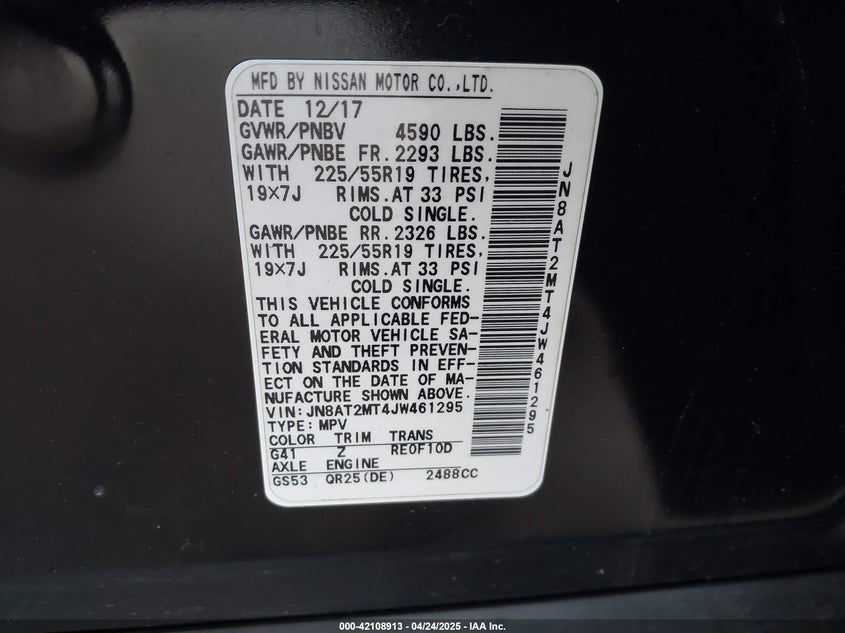 MFD BY NISSAN MOTOR CO.,LTD.
DATE 12/17
GVWR/PNBV 4590 LBS.
GAWR/PNBE FR. 2293 LBS.
WITH 225/55R19 TIRES,
19×7J RIMS. AT 33 PSI
COLD SINGLE.
GAWR/PNBE RR. 2326 LBS.
WITH 225/55R19 TIRES,
19×7J RIMS. AT 33 PSI
COLD SINGLE.
THIS VEHICLE CONFORMS
TO ALL APPLICABLE FED-
ERAL MOTOR VEHICLE SA-
FETY AND THEFT PREVEN-
TION STANDARDS IN EFF-
ECT ON THE DATE OF MA-
NUFACTURE SHOWN ABOVE.
VIN:JN8AT2MT4JW461295
TYPE: MPV
COLOR TRIM TRANS
G41 Z RE0F10D
AXLE ENGINE
GS53 QR25(DE) 2488CC
JN8AT2MT4JW461295
000-42108913 - 04/24/2025 - IAA Inc.